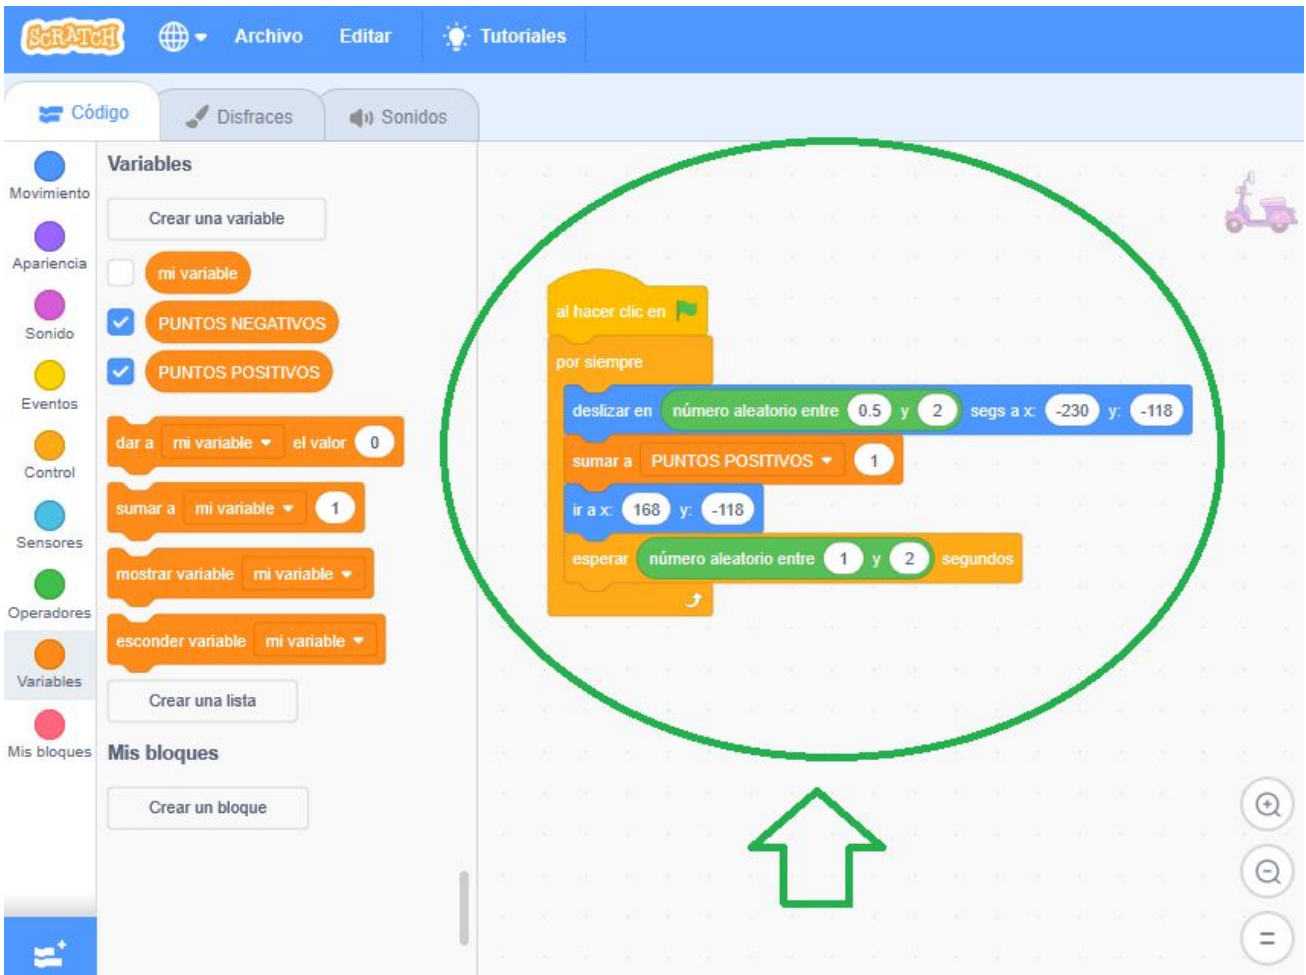 SCRATCH Archivo Editar Tutoriales
Código Disfraces Sonidos
Movimiento
Apariencia
Sonido
Eventos
Control
Sensores
Operadores
Variables
Mis bloques
Variables
Crear una variable
mi variable
PUNTOS NEGATIVOS
PUNTOS POSITIVOS
dar a mi variable el valor 0
sumar a mi variable 1
mostrar variable mi variable
esconder variable mi variable
Crear una lista
Mis bloques
Crear un bloque
al hacer clic en
por siempre
deslizar en número aleatorio entre 0.5 y 2 segs a x: -230 y: -118
sumar a PUNTOS POSITIVOS 1
ir a x: 168 y: -118
esperar número aleatorio entre 1 y 2 segundos